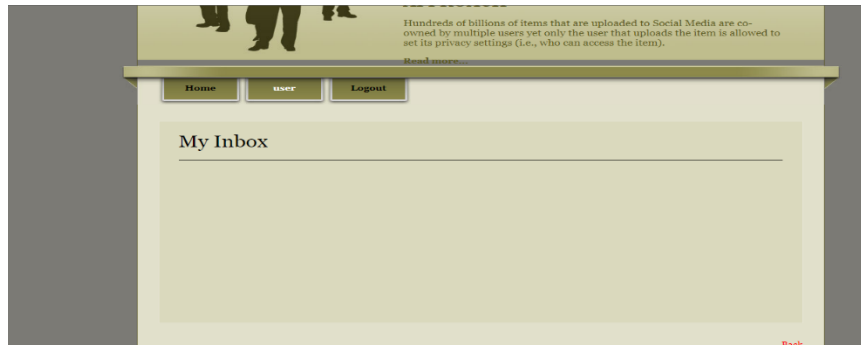 Hundreds of billions of items that are uploaded to Social Media are co-
owned by multiple users yet only the user that uploads the item is allowed to
set its privacy settings (i.e., who can access the item).
Read more...
Home user Logout
My Inbox
Back